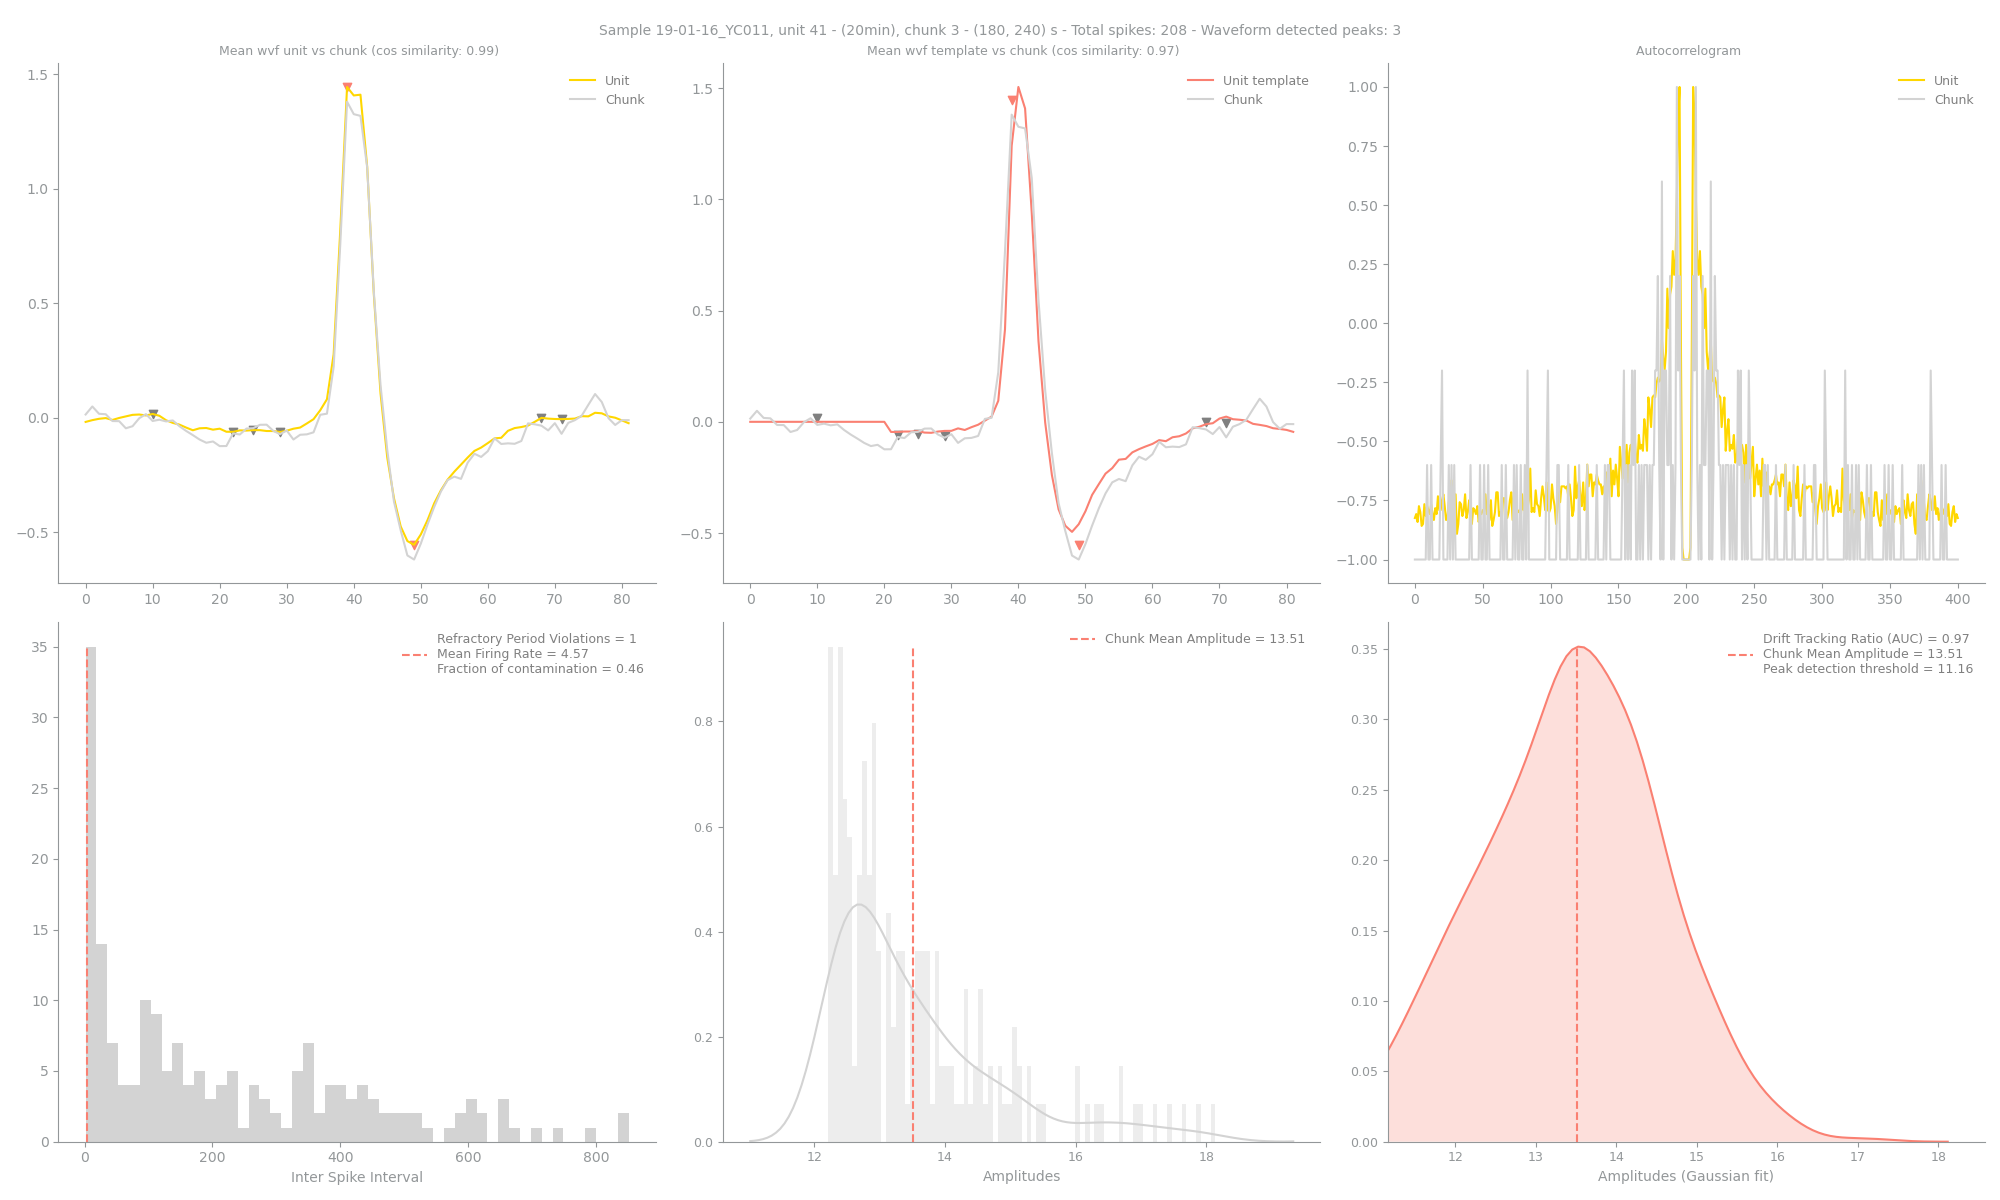 Sample 19-01-16_YC011, unit 41 - (20min), chunk 3 - (180, 240) s - Total spikes: 208 - Waveform detected peaks: 3
Mean wvf unit vs chunk (cos similarity: 0.99)
Unit
Chunk
1.5
1.0
0.5
0.0
−0.5
0 10 20 30 40 50 60 70 80
Mean wvf template vs chunk (cos similarity: 0.97)
Unit template
Chunk
1.5
1.0
0.5
0.0
−0.5
0 10 20 30 40 50 60 70 80
Autocorrelogram
Unit
Chunk
1.00
0.75
0.50
0.25
0.00
−0.25
−0.50
−0.75
−1.00
0 50 100 150 200 250 300 350 400
Refractory Period Violations = 1
Mean Firing Rate = 4.57
Fraction of contamination = 0.46
35
30
25
20
15
10
5
0
0 200 400 600 800
Inter Spike Interval
Chunk Mean Amplitude = 13.51
0.8
0.6
0.4
0.2
0.0
12 14 16 18
Amplitudes
Drift Tracking Ratio (AUC) = 0.97
Chunk Mean Amplitude = 13.51
Peak detection threshold = 11.16
0.35
0.30
0.25
0.20
0.15
0.10
0.05
0.00
12 13 14 15 16 17 18
Amplitudes (Gaussian fit)